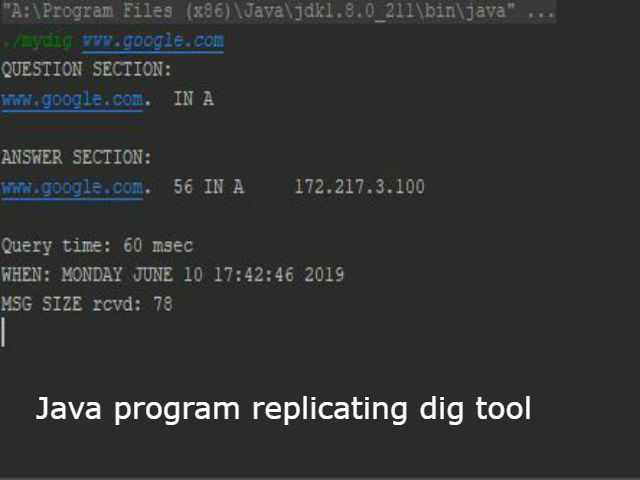 "A:\Program Files (x86)\Java\jdk1.8.0_211\bin\java" ...
./mydig www.google.com
QUESTION SECTION:
www.google.com.  IN A
ANSWER SECTION:
www.google.com.  56 IN A     172.217.3.100
Query time: 60 msec
WHEN: MONDAY JUNE 10 17:42:46 2019
MSG SIZE rcvd: 78
Java program replicating dig tool